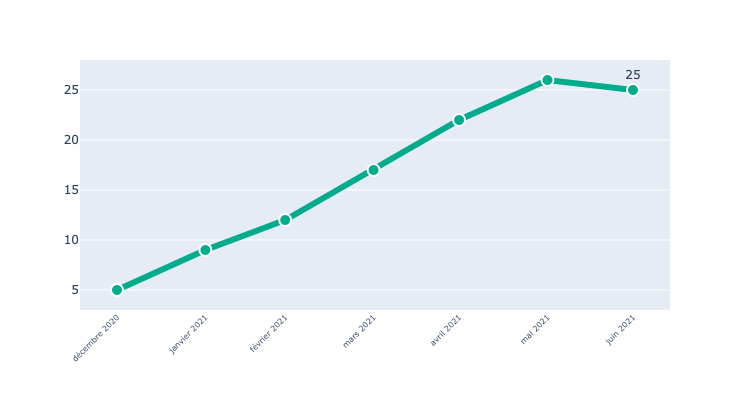 25
25
20
15
10
5
décembre 2020
janvier 2021
février 2021
mars 2021
avril 2021
mai 2021
juin 2021